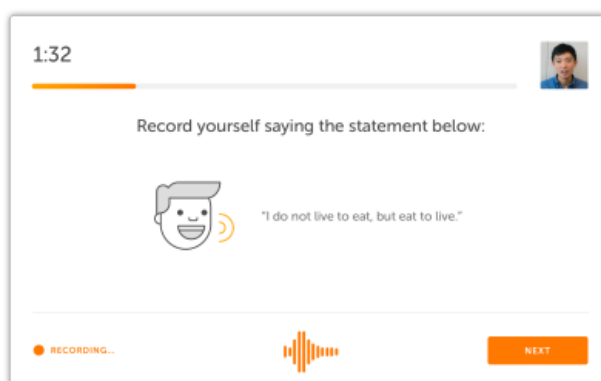 1:32
Record yourself saying the statement below:
"I do not live to eat, but eat to live."
RECORDING...
NEXT